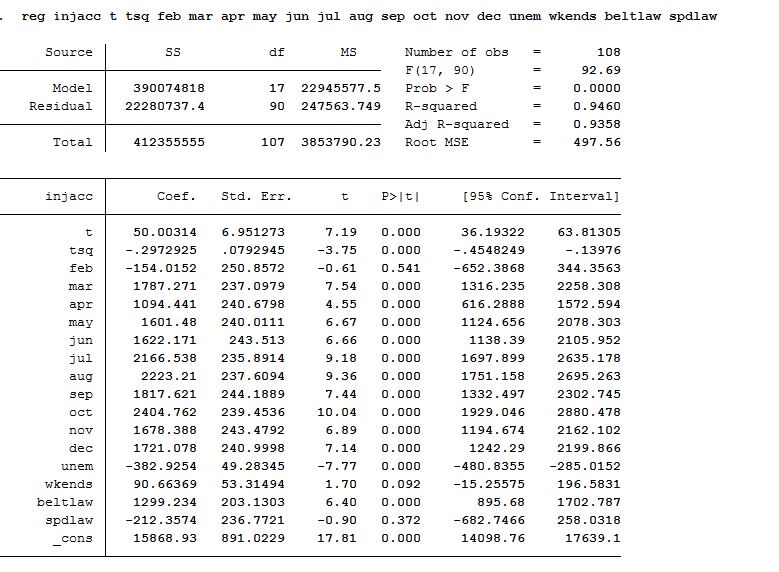 . reg injacc t tsq feb mar apr may jun jul aug sep oct nov dec unem wkends beltlaw spdlaw
Source SS df MS Number of obs = 108
F(17, 90) = 92.69
Model 390074818 17 22945577.5 Prob > F = 0.0000
Residual 22280737.4 90 247563.749 R-squared = 0.9460
Adj R-squared = 0.9358
Total 412355555 107 3853790.23 Root MSE = 497.56
injacc Coef. Std. Err. t P>|t| [95% Conf. Interval]
t 50.00314 6.951273 7.19 0.000 36.19322 63.81305
tsq -.2972925 .0792945 -3.75 0.000 -.4548249 -.13976
feb -154.0152 250.8572 -0.61 0.541 -652.3868 344.3563
mar 1787.271 237.0979 7.54 0.000 1316.235 2258.308
apr 1094.441 240.6798 4.55 0.000 616.2888 1572.594
may 1601.48 240.0111 6.67 0.000 1124.656 2078.303
jun 1622.171 243.513 6.66 0.000 1138.39 2105.952
jul 2166.538 235.8914 9.18 0.000 1697.899 2635.178
aug 2223.21 237.6094 9.36 0.000 1751.158 2695.263
sep 1817.621 244.1889 7.44 0.000 1332.497 2302.745
oct 2404.762 239.4536 10.04 0.000 1929.046 2880.478
nov 1678.388 243.4792 6.89 0.000 1194.674 2162.102
dec 1721.078 240.9998 7.14 0.000 1242.29 2199.866
unem -382.9254 49.28345 -7.77 0.000 -480.8355 -285.0152
wkends 90.66369 53.31494 1.70 0.092 -15.25575 196.5831
beltlaw 1299.234 203.1303 6.40 0.000 895.68 1702.787
spdlaw -212.3574 236.7721 -0.90 0.372 -682.7466 258.0318
_cons 15868.93 891.0229 17.81 0.000 14098.76 17639.1